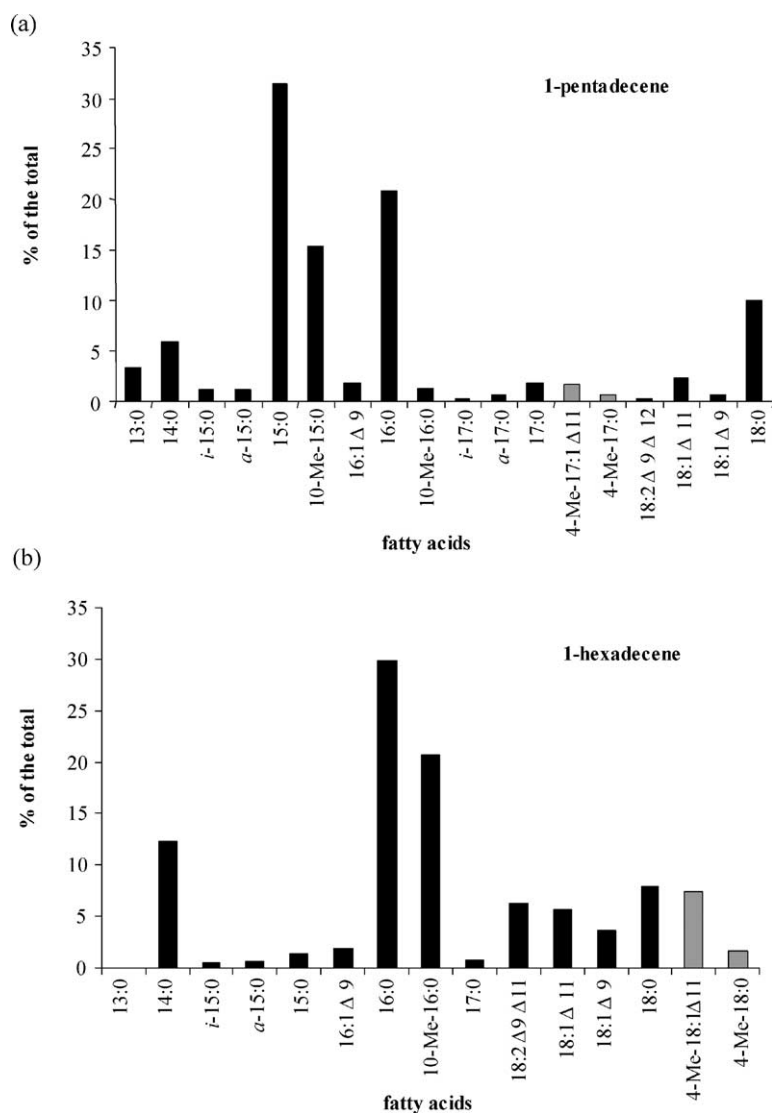 (a)
35
30
25
20
15
10
5
0
% of the total
1-pentadecene
13:0
14:0
i-15:0
a-15:0
15:0
10-Me-15:0
16:1 Δ 9
16:0
10-Me-16:0
i-17:0
a-17:0
17:0
4-Me-17:1 Δ11
4-Me-17:0
18:2 Δ 9 Δ 12
18:1 Δ 11
18:1 Δ 9
18:0
fatty acids
(b)
35
30
25
20
15
10
5
0
% of the total
1-hexadecene
13:0
14:0
i-15:0
a-15:0
15:0
16:1 Δ 9
16:0
10-Me-16:0
17:0
18:2 Δ9 Δ11
18:1 Δ 11
18:1 Δ 9
18:0
4-Me-18:1Δ11
4-Me-18:0
fatty acids